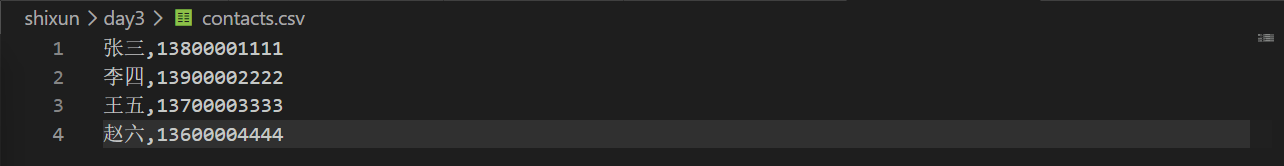 shixun > day3 > contacts.csv
1 张三,13800001111
2 李四,13900002222
3 王五,13700003333
4 赵六,13600004444